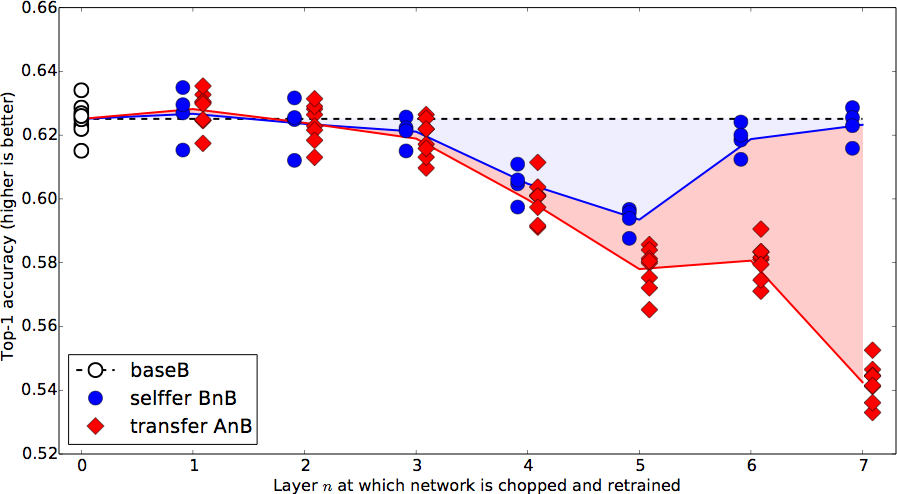 Top-1 accuracy (higher is better)
0.66
0.64
0.62
0.60
0.58
0.56
0.54
0.52
baseB
selffer BnB
transfer AnB
0 1 2 3 4 5 6 7
Layer n at which network is chopped and retrained